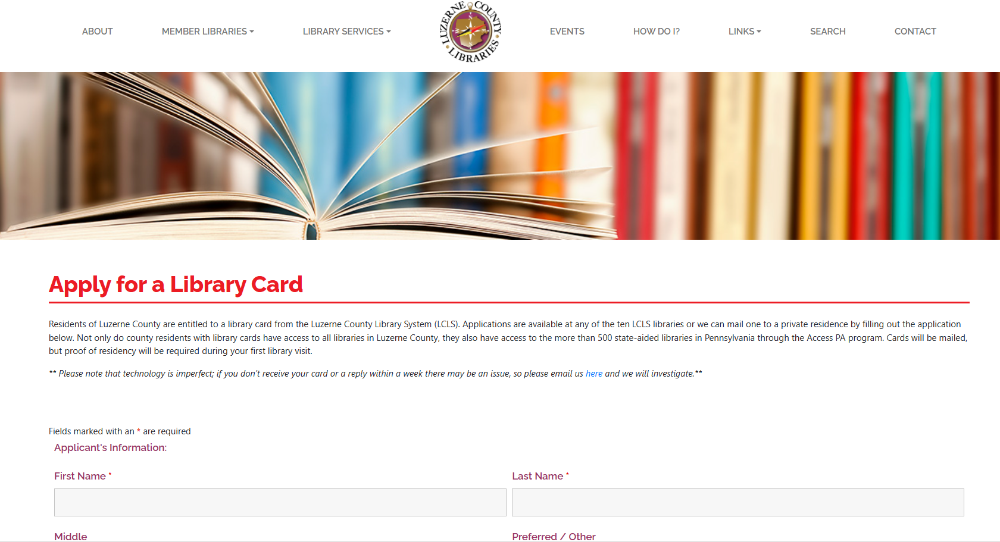 ABOUT
MEMBER LIBRARIES
LIBRARY SERVICES
LUZERNE COUNTY
LIBRARIES
EVENTS
HOW DO I?
LINKS
SEARCH
CONTACT
Apply for a Library Card
Residents of Luzerne County are entitled to a library card from the Luzerne County Library System (LCLS). Applications are available at any of the ten LCLS libraries or we can mail one to a private residence by filling out the application
below. Not only do county residents with library cards have access to all libraries in Luzerne County, they also have access to the more than 500 state-aided libraries in Pennsylvania through the Access PA program. Cards will be mailed,
but proof of residency will be required during your first library visit.
** Please note that technology is imperfect; if you don't receive your card or a reply within a week there may be an issue, so please email us here and we will investigate.**
Fields marked with an * are required
Applicant's Information:
First Name *
Last Name *
Middle
Preferred / Other